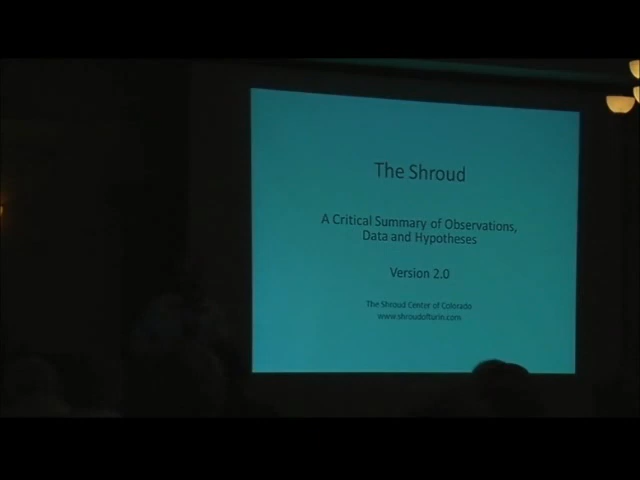 The Shroud
A Critical Summary of Observations,
Data and Hypotheses
Version 2.0
The Shroud Center of Colorado
www.shroudofturin.com